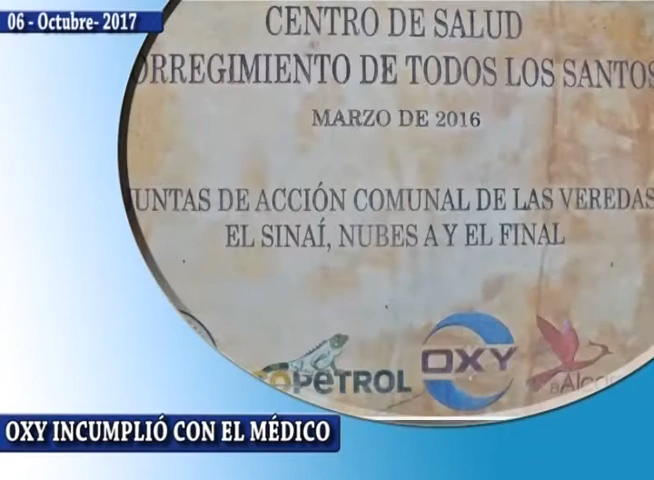 06 - Octubre- 2017
CENTRO DE SALUD
ORREGIMIENTO DE TODOS LOS SANTOS
MARZO DE 2016
UNTAS DE ACCIÓN COMUNAL DE LAS VEREDAS
EL SINAÍ, NUBES A Y EL FINAL
OPETROL OXY
OXY INCUMPLIÓ CON EL MÉDICO